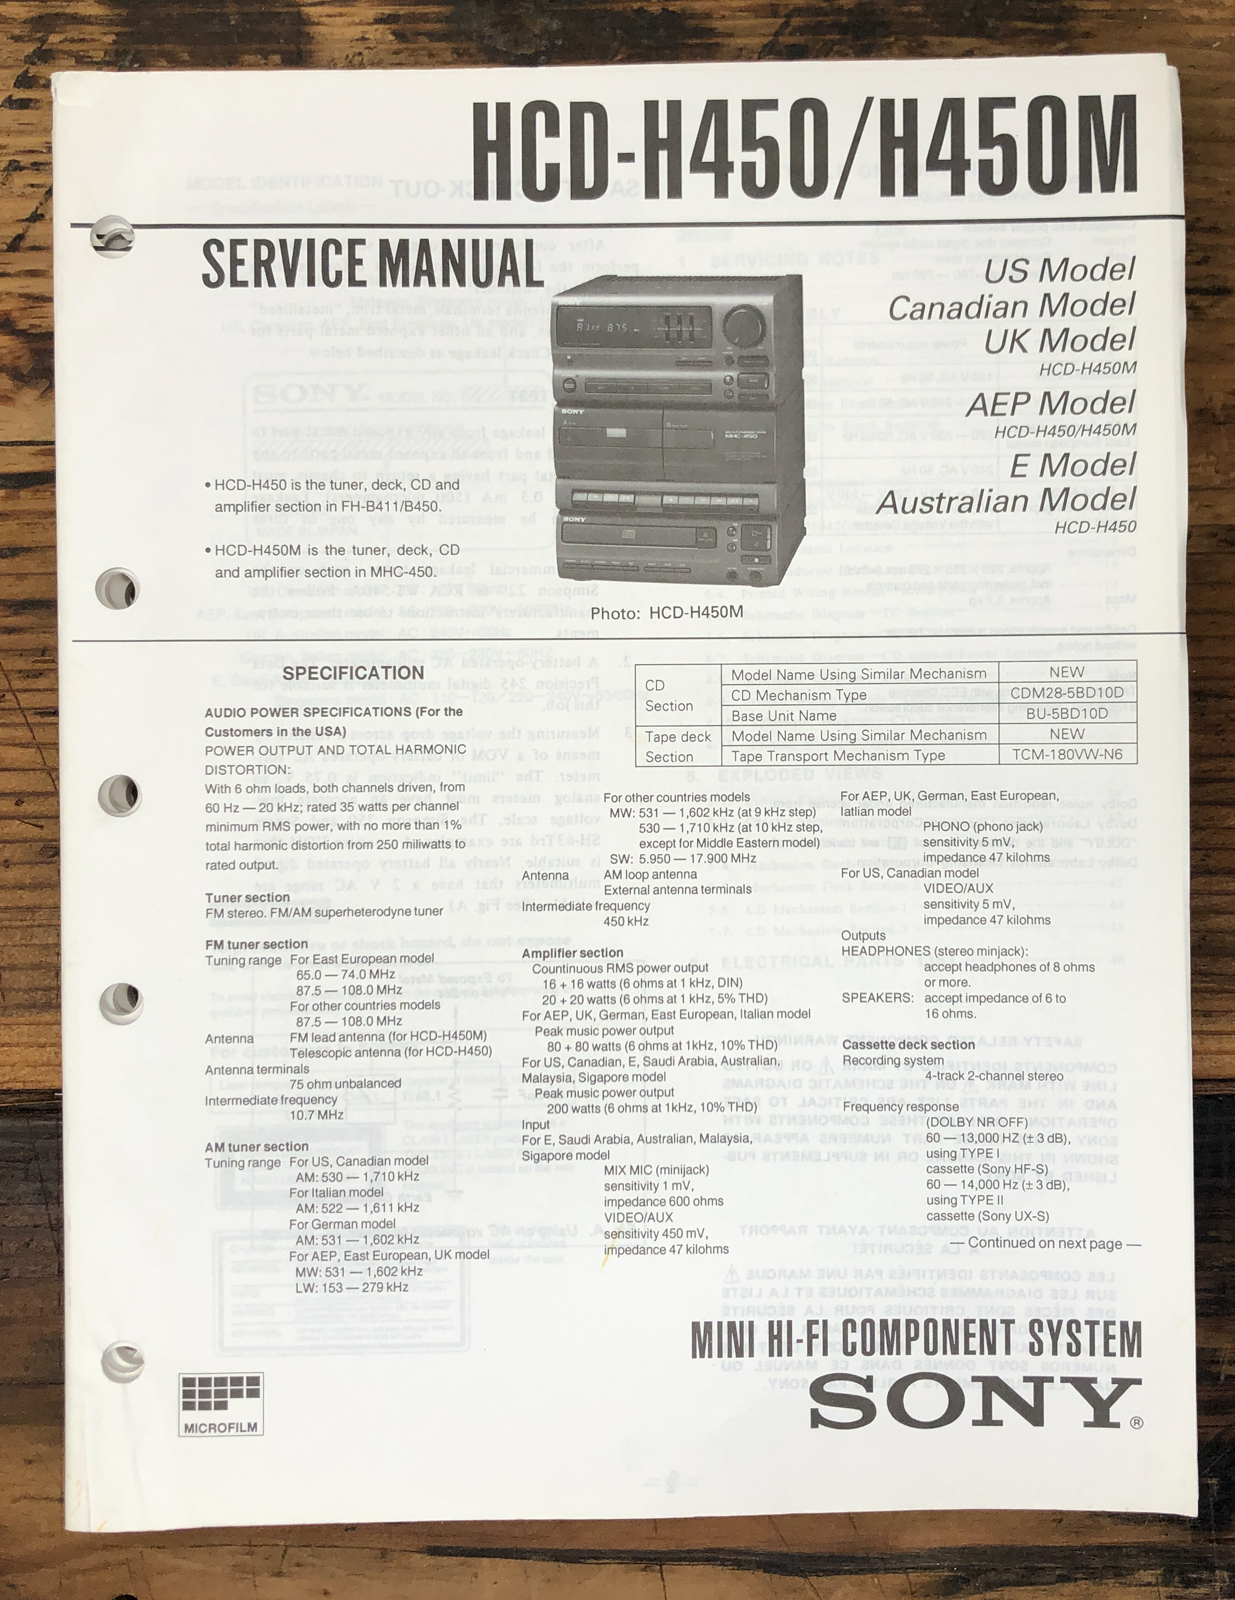 HCD-H450/H450M
SERVICE MANUAL
US Model
Canadian Model
UK Model
HCD-H450M
AEP Model
HCD-H450/H450M
E Model
Australian Model
HCD-H450
• HCD-H450 is the tuner, deck, CD and
amplifier section in FH-B411/B450.
• HCD-H450M is the tuner, deck, CD
and amplifier section in MHC-450.
SONY
MHC-450
SONY
Photo: HCD-H450M
SPECIFICATION
AUDIO POWER SPECIFICATIONS (For the
Customers in the USA)
POWER OUTPUT AND TOTAL HARMONIC
DISTORTION:
With 6 ohm loads, both channels driven, from
60 Hz — 20 kHz; rated 35 watts per channel
minimum RMS power, with no more than 1%
total harmonic distortion from 250 miliwatts to
rated output.
Tuner section
FM stereo. FM/AM superheterodyne tuner
FM tuner section
Tuning range For East European model
65.0 — 74.0 MHz
87.5 — 108.0 MHz
For other countries models
87.5 — 108.0 MHz
Antenna FM lead antenna (for HCD-H450M)
Telescopic antenna (for HCD-H450)
Antenna terminals
75 ohm unbalanced
Intermediate frequency
10.7 MHz
AM tuner section
Tuning range For US, Canadian model
AM: 530 — 1,710 kHz
For Italian model
AM: 522 — 1,611 kHz
For German model
AM: 531 — 1,602 kHz
For AEP, East European, UK model
MW: 531 — 1,602 kHz
LW: 153 — 279 kHz
CD Section Model Name Using Similar Mechanism NEW
CD Mechanism Type CDM28-5BD10D
Base Unit Name BU-5BD10D
Tape deck Section Model Name Using Similar Mechanism NEW
Tape Transport Mechanism Type TCM-180VW-N6
For other countries models
MW: 531 — 1,602 kHz (at 9 kHz step)
530 — 1,710 kHz (at 10 kHz step,
except for Middle Eastern model)
SW: 5.950 — 17.900 MHz
Antenna AM loop antenna
External antenna terminals
Intermediate frequency
450 kHz
Amplifier section
Countinuous RMS power output
16 + 16 watts (6 ohms at 1 kHz, DIN)
20 + 20 watts (6 ohms at 1 kHz, 5% THD)
For AEP, UK, German, East European, Italian model
Peak music power output
80 + 80 watts (6 ohms at 1kHz, 10% THD)
For US, Canadian, E, Saudi Arabia, Australian,
Malaysia, Sigapore model
Peak music power output
200 watts (6 ohms at 1kHz, 10% THD)
Input
For E, Saudi Arabia, Australian, Malaysia,
Sigapore model
MIX MIC (minijack)
sensitivity 1 mV,
impedance 600 ohms
VIDEO/AUX
sensitivity 450 mV,
impedance 47 kilohms
For AEP, UK, German, East European,
Iatlian model
PHONO (phono jack)
sensitivity 5 mV,
impedance 47 kilohms
For US, Canadian model
VIDEO/AUX
sensitivity 5 mV,
impedance 47 kilohms
Outputs
HEADPHONES (stereo minjack):
accept headphones of 8 ohms
or more.
SPEAKERS: accept impedance of 6 to
16 ohms.
Cassette deck section
Recording system
4-track 2-channel stereo
Frequency response
(DOLBY NR OFF)
60 — 13,000 HZ (± 3 dB),
using TYPE I
cassette (Sony HF-S)
60 — 14,000 HZ (± 3 dB),
using TYPE II
cassette (Sony UX-S)
— Continued on next page —
MINI HI-FI COMPONENT SYSTEM
SONY®
MICROFILM